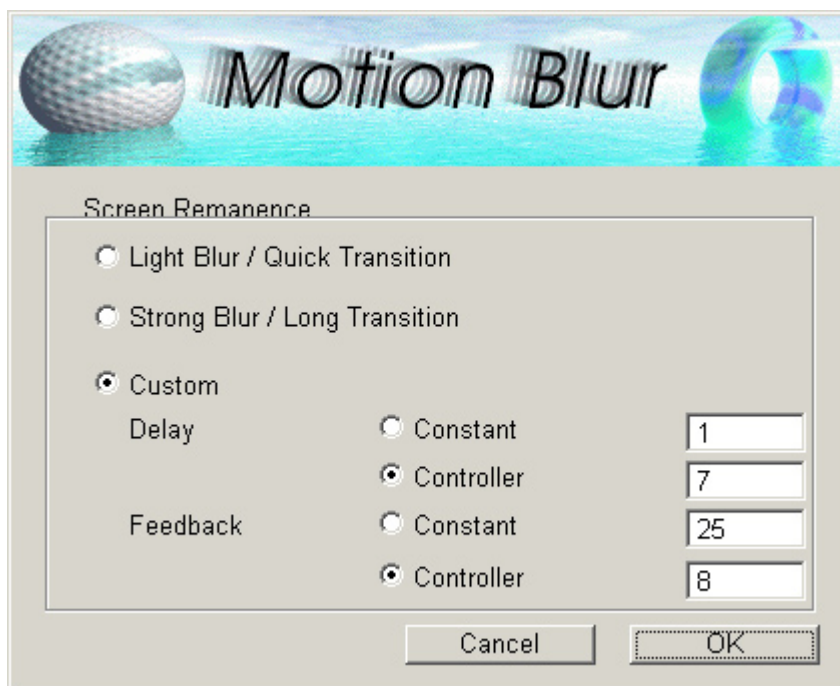 Motion Blur
Screen Remanence
Light Blur / Quick Transition
Strong Blur / Long Transition
Custom
Delay Constant 1
Controller 7
Feedback Constant 25
Controller 8
Cancel OK